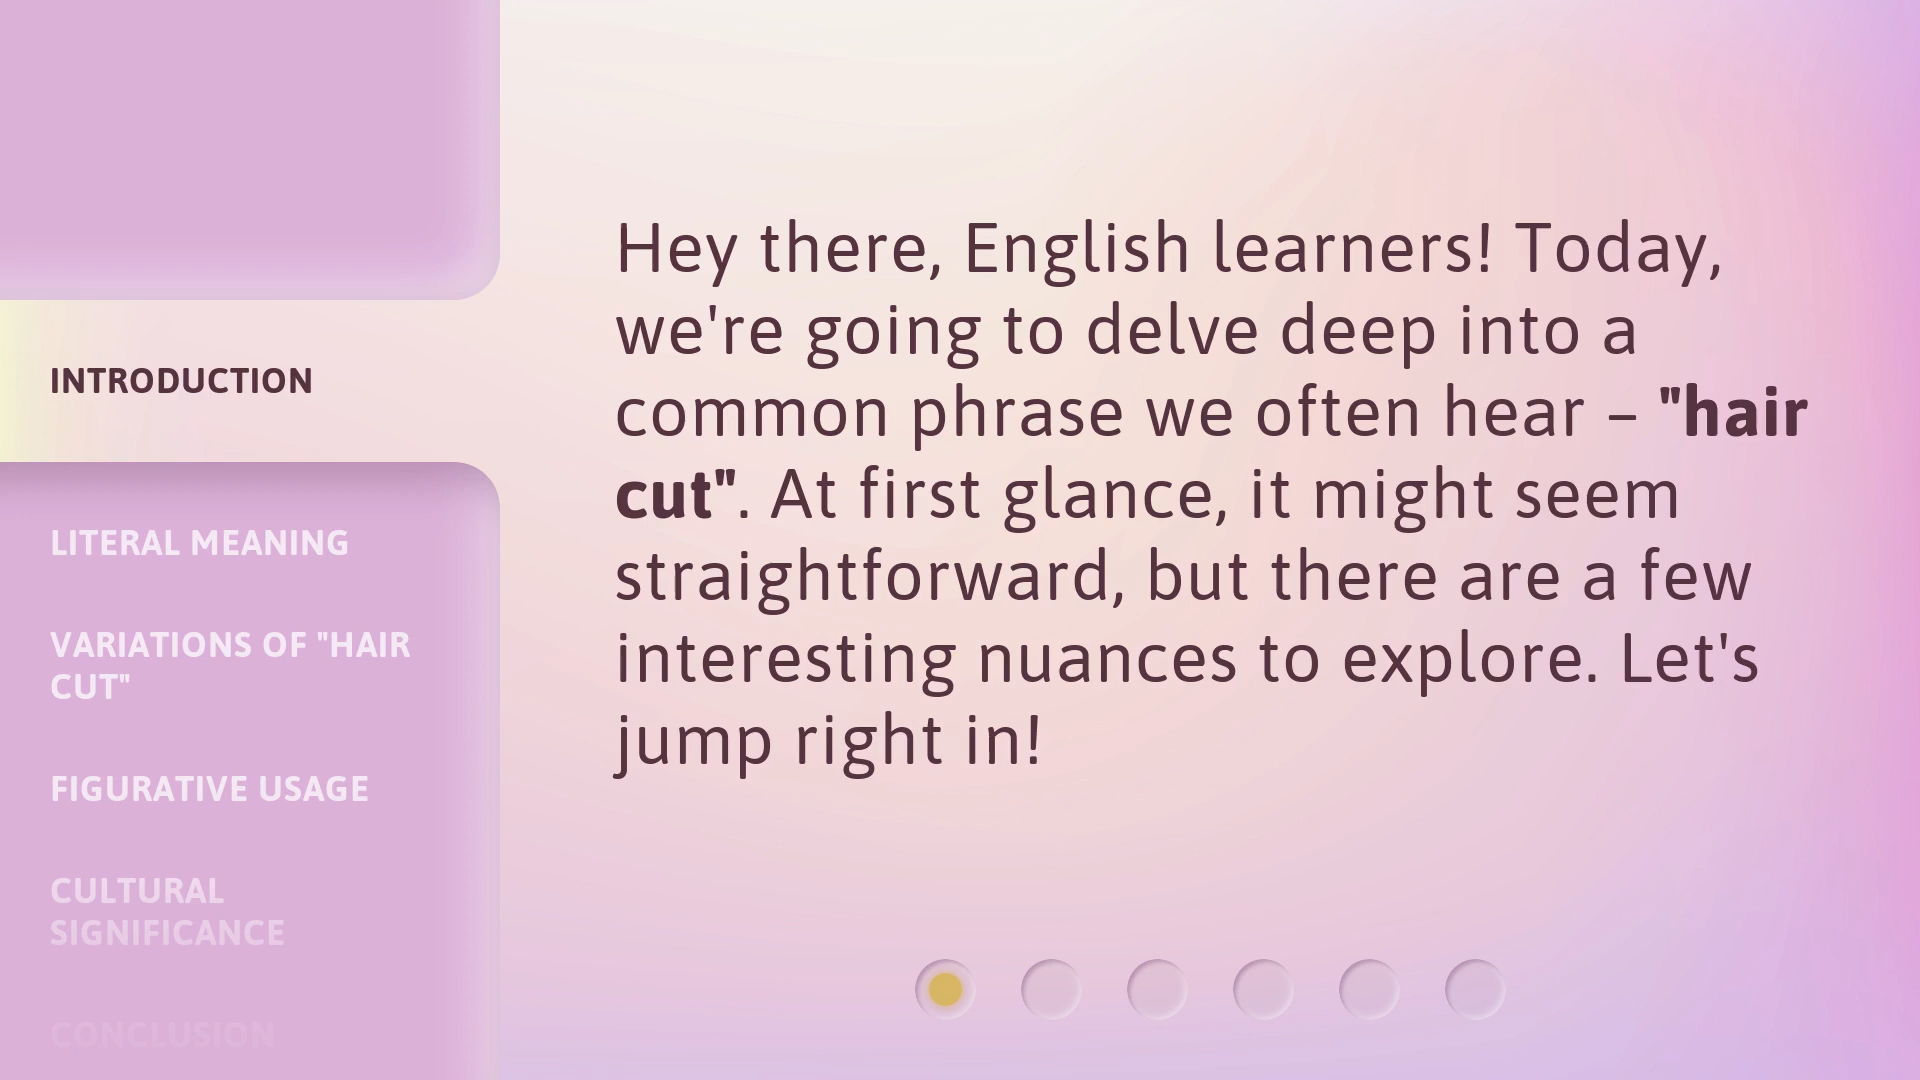 INTRODUCTION
LITERAL MEANING
VARIATIONS OF "HAIR
CUT"
FIGURATIVE USAGE
CULTURAL
SIGNIFICANCE
CONCLUSION
Hey there, English learners! Today,
we're going to delve deep into a
common phrase we often hear – "hair
cut". At first glance, it might seem
straightforward, but there are a few
interesting nuances to explore. Let's
jump right in!